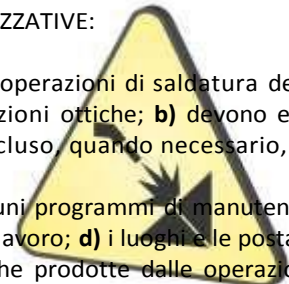 ZZATIVE:
operazioni di saldatura de
zioni ottiche; b) devono e
cluso, quando necessario,
uni programmi di manuten
avoro; d) i luoghi e le posta
che prodotte dalle operazio